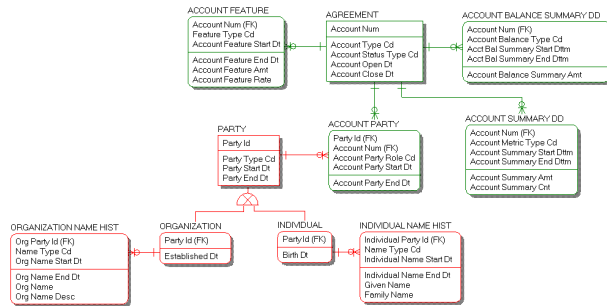 ACCOUNT FEATURE
Account Num (FK)
Feature Type Cd
Account Feature Start Dt
Account Feature End Dt
Account Feature Amt
Account Feature Rate
AGREEMENT
Account Num
Account Type Cd
Account Status Type Cd
Account Open Dt
Account Close Dt
ACCOUNT BALANCE SUMMARY DD
Account Num (FK)
Account Balance Type Cd
Acct Bal Summary Start Dttm
Acct Bal Summary End Dttm
Account Balance Summary Amt
PARTY
Party Id
Party Type Cd
Party Start Dt
Party End Dt
ACCOUNT PARTY
Party Id (FK)
Account Num (FK)
Account Party Role Cd
Account Party Start Dt
Account Party End Dt
ACCOUNT SUMMARY DD
Account Num (FK)
Account Metric Type Cd
Account Summary Start Dttm
Account Summary End Dttm
Account Summary Amt
Account Summary Cnt
ORGANIZATION NAME HIST
Org Party Id (FK)
Name Type Cd
Org Name Start Dt
Org Name End Dt
Org Name
Org Name Desc
ORGANIZATION
Party Id (FK)
Established Dt
INDIVIDUAL
Party Id (FK)
Birth Dt
INDIVIDUAL NAME HIST
Individual Party Id (FK)
Name Type Cd
Individual Name Start Dt
Individual Name End Dt
Given Name
Family Name